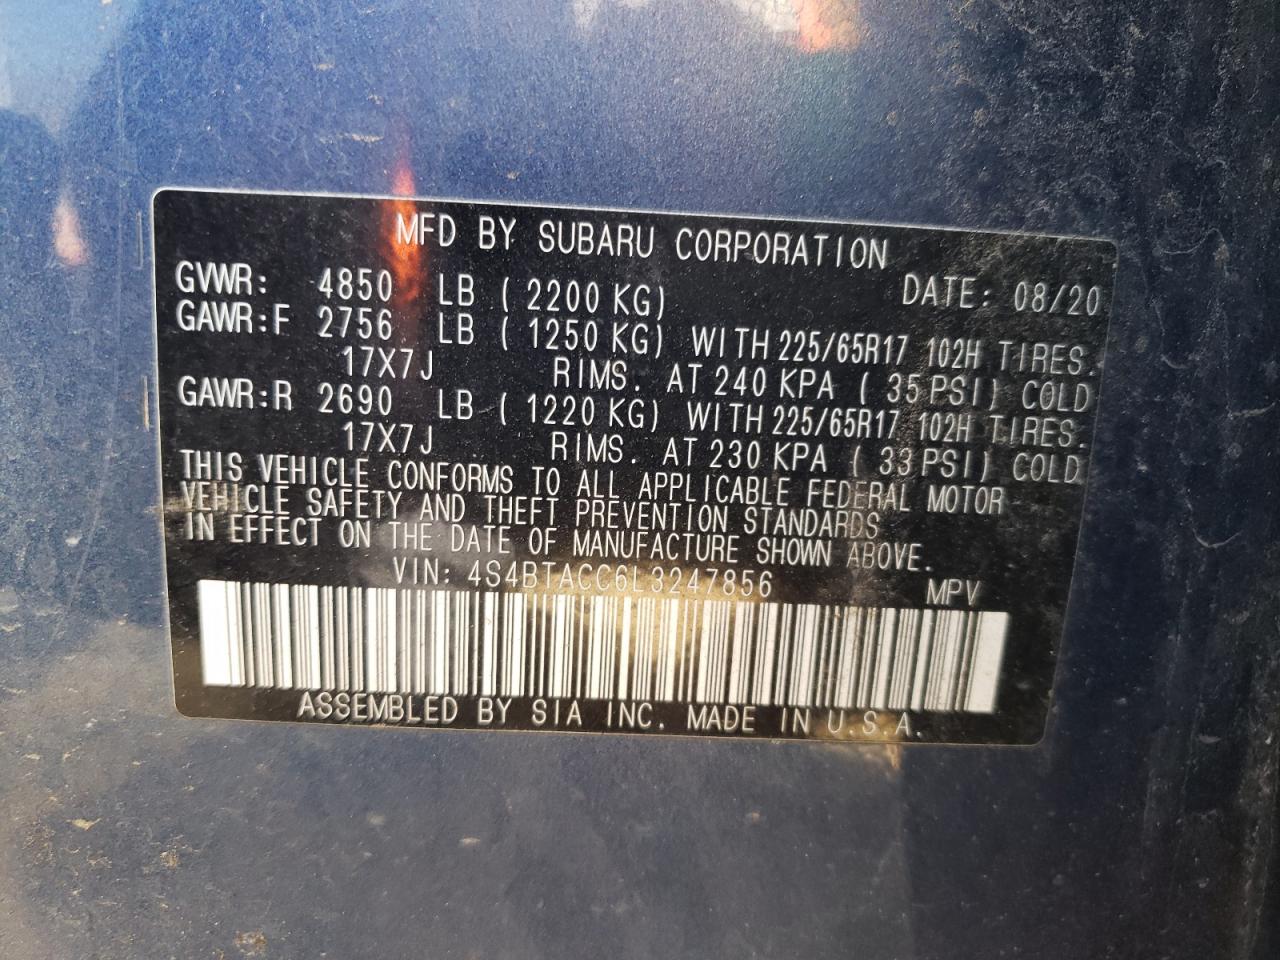 MFD BY SUBARU CORPORATION
GVWR: 4850 LB ( 2200 KG) DATE: 08/20
GAWR:F 2756 LB ( 1250 KG) WITH 225/65R17 102H TIRES.
17X7J RIMS. AT 240 KPA ( 35 PSI) COLD
GAWR:R 2690 LB ( 1220 KG) WITH 225/65R17 102H TIRES.
17X7J RIMS. AT 230 KPA ( 33 PSI) COLD
THIS VEHICLE CONFORMS TO ALL APPLICABLE FEDERAL MOTOR
VEHICLE SAFETY AND THEFT PREVENTION STANDARDS
IN EFFECT ON THE DATE OF MANUFACTURE SHOWN ABOVE.
VIN: 4S4BTACC6L3247856 MPV
ASSEMBLED BY SIA INC. MADE IN U.S.A.